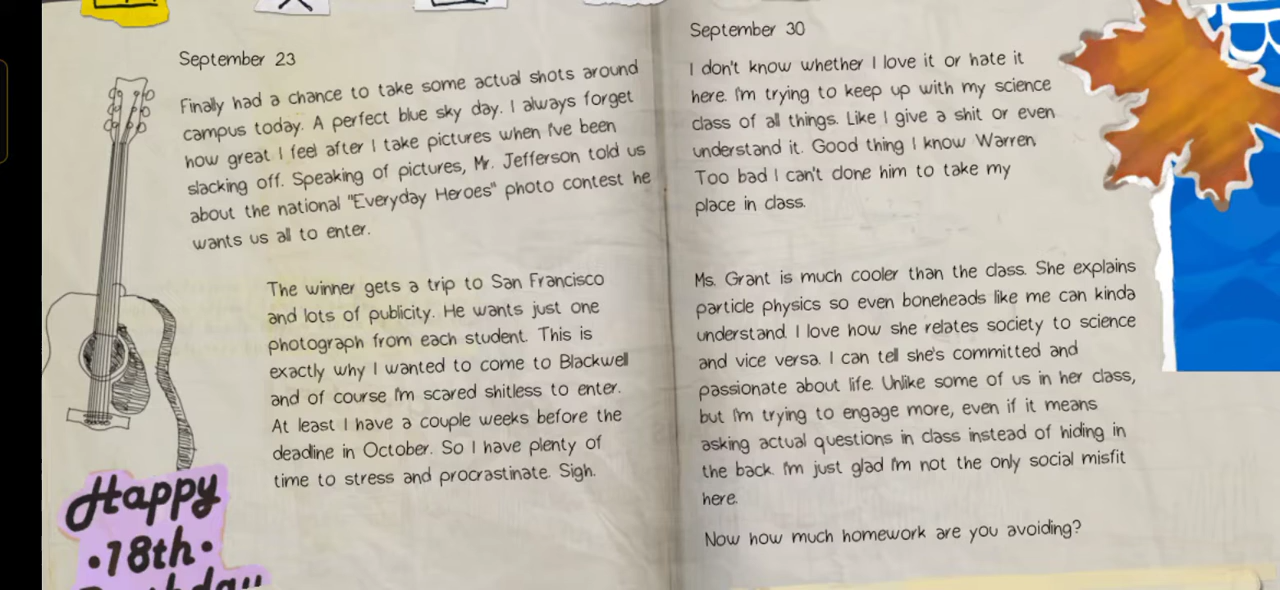 September 23
Finally had a chance to take some actual shots around
campus today. A perfect blue sky day. I always forget
how great I feel after I take pictures when I've been
slacking off. Speaking of pictures, Mr. Jefferson told us
about the national "Everyday Heroes" photo contest he
wants us all to enter.
The winner gets a trip to San Francisco
and lots of publicity. He wants just one
photograph from each student. This is
exactly why I wanted to come to Blackwell
and of course I'm scared shitless to enter.
At least I have a couple weeks before the
deadline in October. So I have plenty of
time to stress and procrastinate. Sigh.
Happy
•18th•
Birthday
September 30
I don't know whether I love it or hate it
here. I'm trying to keep up with my science
class of all things. Like I give a shit or even
understand it. Good thing I know Warren.
Too bad I can't clone him to take my
place in class.
Ms. Grant is much cooler than the class. She explains
particle physics so even boneheads like me can kinda
understand. I love how she relates society to science
and vice versa. I can tell she's committed and
passionate about life. Unlike some of us in her class,
but I'm trying to engage more, even if it means
asking actual questions in class instead of hiding in
the back. I'm just glad I'm not the only social misfit
here.
Now how much homework are you avoiding?